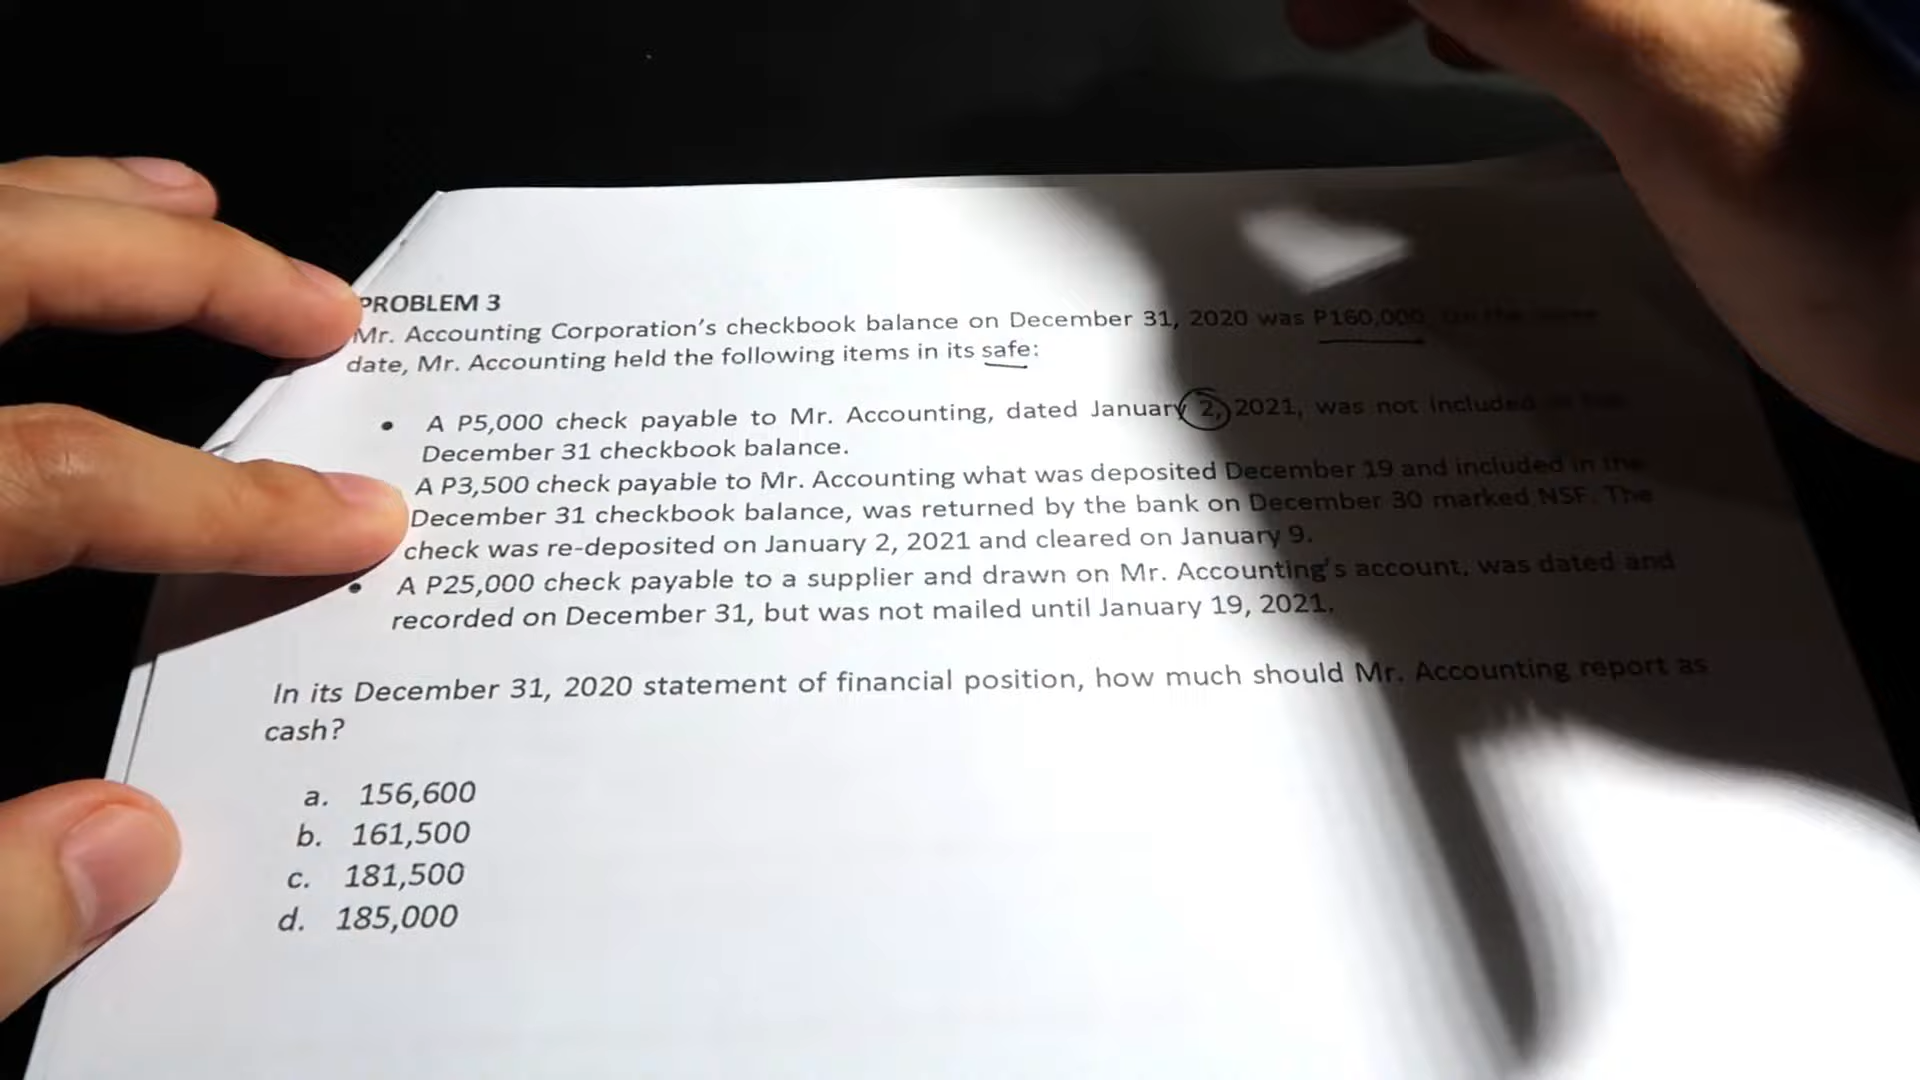 PROBLEM 3
Mr. Accounting Corporation's checkbook balance on December 31, 2020 was P160,000. On the same
date, Mr. Accounting held the following items in its safe:
• A P5,000 check payable to Mr. Accounting, dated January 2, 2021, was not included in the
December 31 checkbook balance.
A P3,500 check payable to Mr. Accounting what was deposited December 19 and included in the
December 31 checkbook balance, was returned by the bank on December 30 marked NSF. The
check was re-deposited on January 2, 2021 and cleared on January 9.
• A P25,000 check payable to a supplier and drawn on Mr. Accounting's account, was dated and
recorded on December 31, but was not mailed until January 19, 2021.
In its December 31, 2020 statement of financial position, how much should Mr. Accounting report as
cash?
a. 156,600
b. 161,500
c. 181,500
d. 185,000